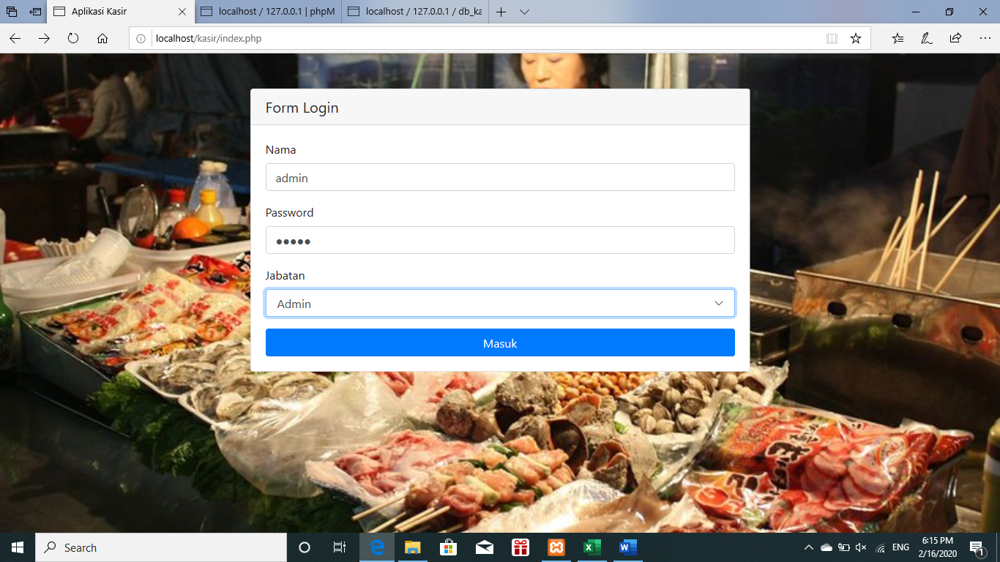 Aplikasi Kasir
localhost / 127.0.0.1 | phpM
localhost / 127.0.0.1 / db_ka
localhost/kasir/index.php
Form Login
Nama
admin
Password
●●●●●
Jabatan
Admin
Masuk
Search
ENG
6:15 PM
2/16/2020
1